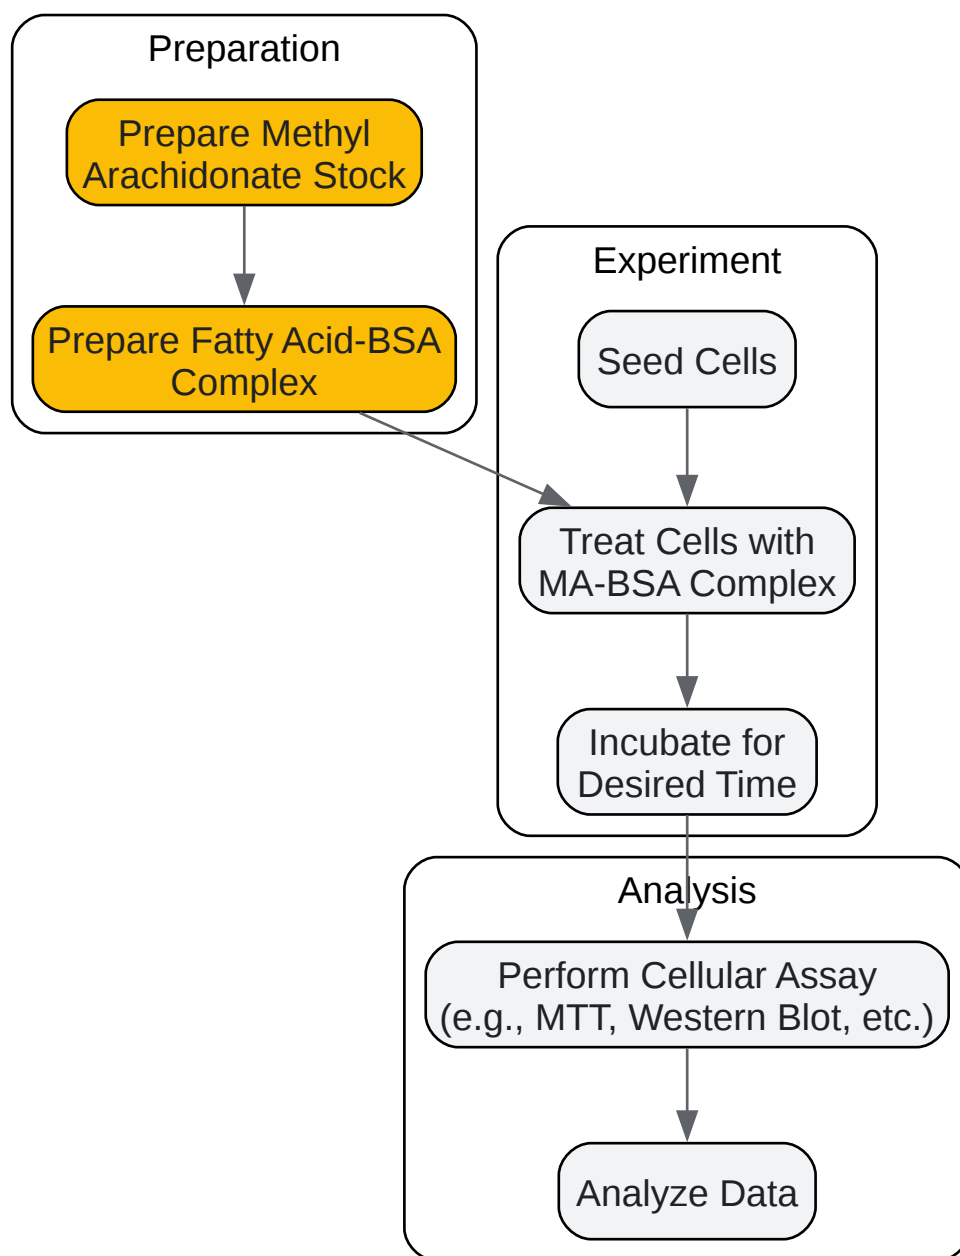 Preparation
Prepare Methyl
Arachidonate Stock
Prepare Fatty Acid-BSA
Complex
Experiment
Seed Cells
Treat Cells with
MA-BSA Complex
Incubate for
Desired Time
Analysis
Perform Cellular Assay
(e.g., MTT, Western Blot, etc.)
Analyze Data